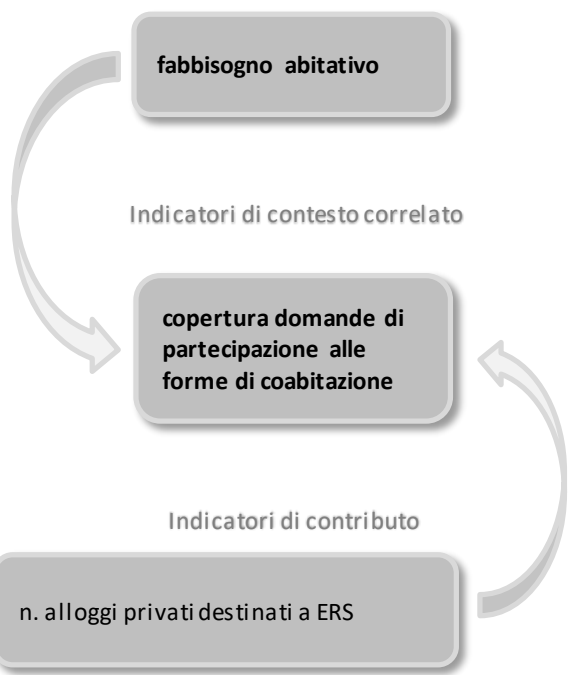 fabbisogno abitativo
Indicatori di contesto correlato
copertura domande di
partecipazione alle
forme di coabitazione
Indicatori di contributo
n. alloggi privati destinati a ERS